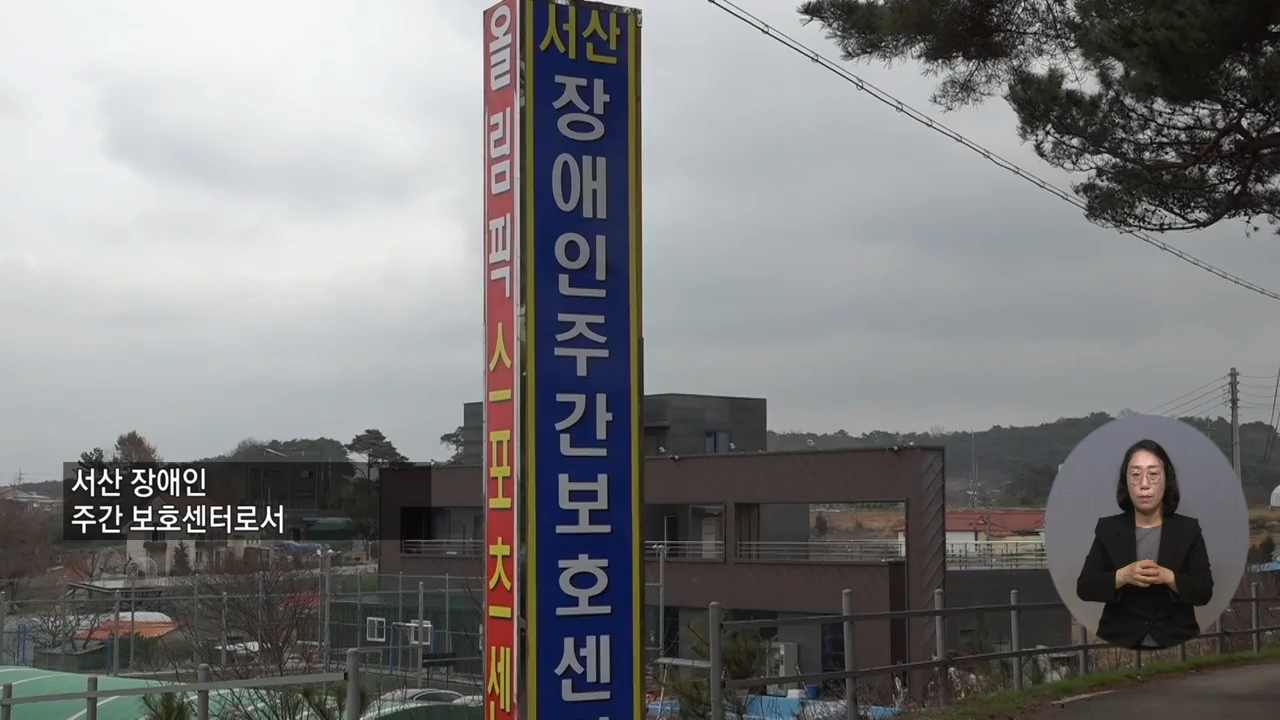 올림픽스포츠세
서산장애인주간보호센
서산 장애인
주간 보호센터로서